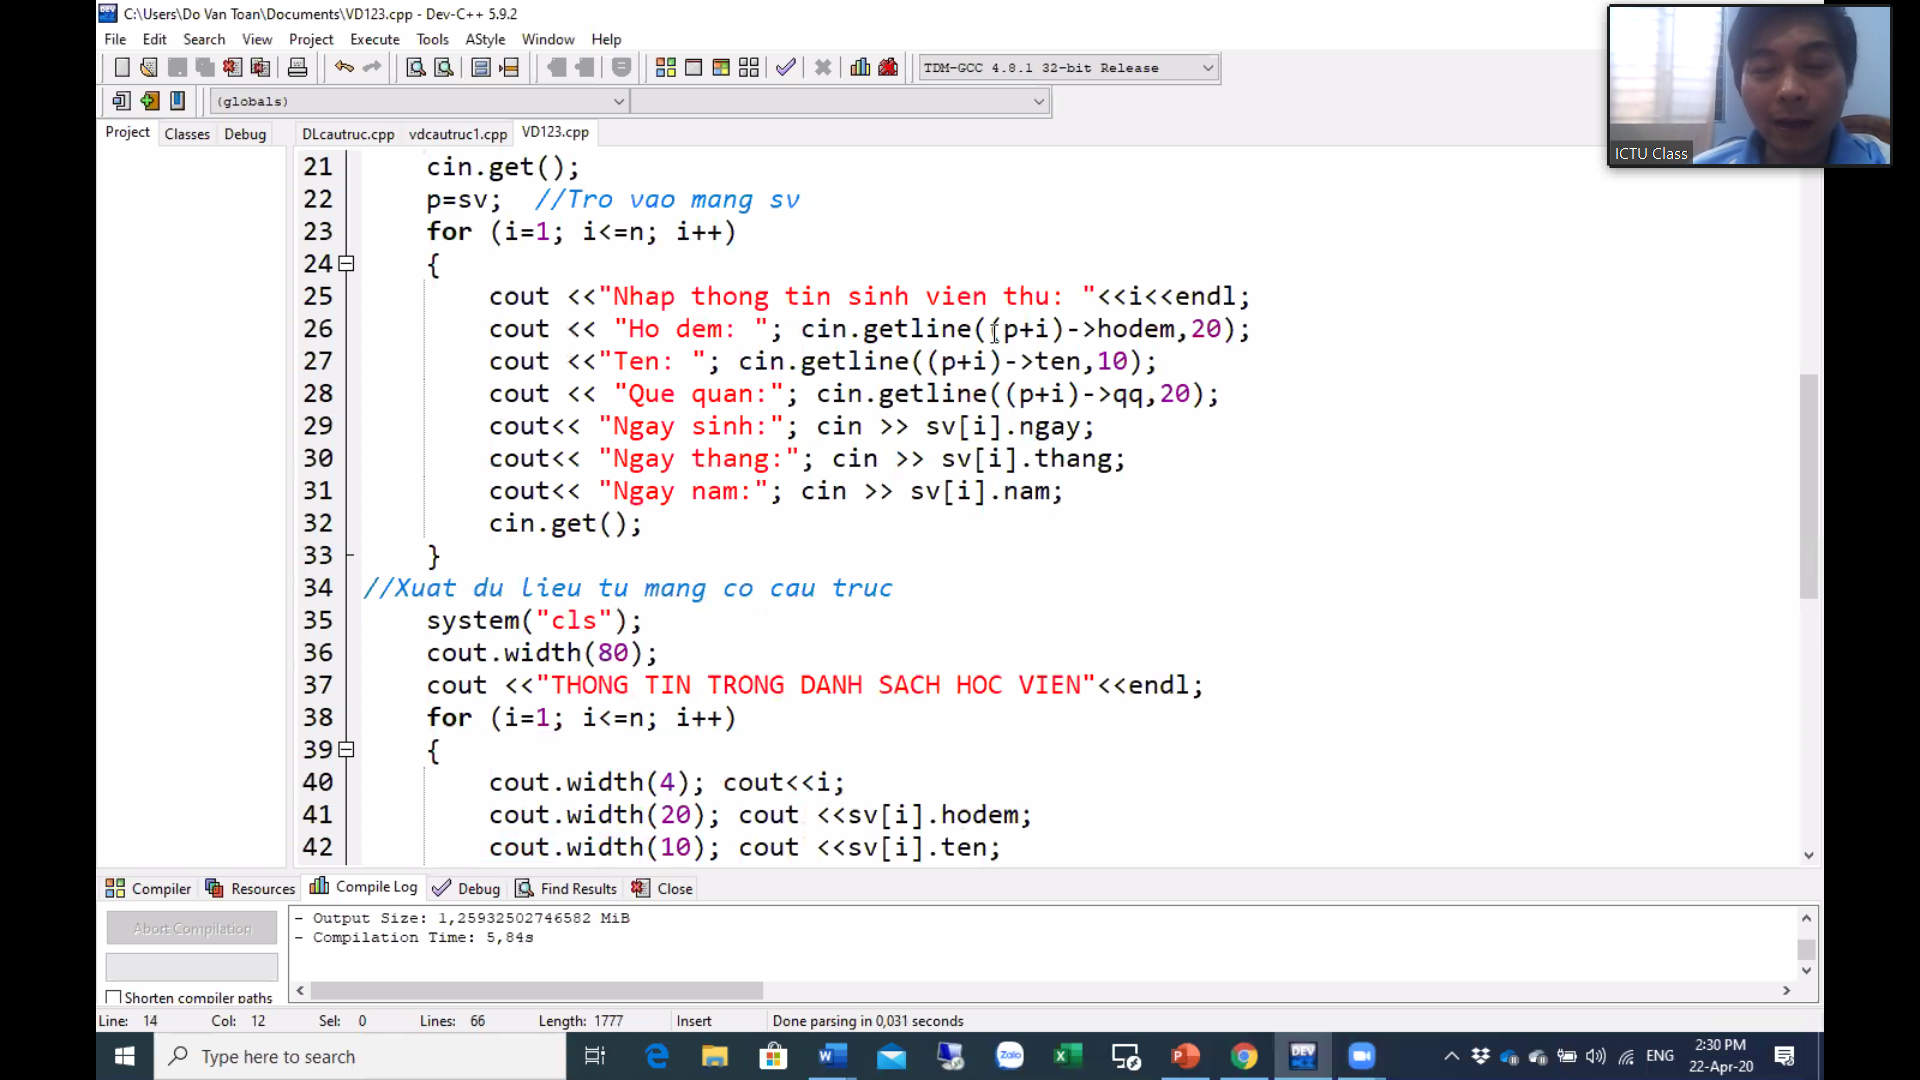 C:\Users\Do Van Toan\Documents\VD123.cpp - Dev-C++ 5.9.2
File Edit Search View Project Execute Tools AStyle Window Help
TDM-GCC 4.8.1 32-bit Release
(globals)
Project Classes Debug DLcautruc.cpp vdcautruc1.cpp VD123.cpp
ICTU Class
21 cin.get();
22 p=sv; //Tro vao mang sv
23 for (i=1; i<=n; i++)
24 {
25 cout <<"Nhap thong tin sinh vien thu: "<<i<<endl;
26 cout << "Ho dem: "; cin.getline((p+i)->hodem,20);
27 cout <<"Ten: "; cin.getline((p+i)->ten,10);
28 cout << "Que quan:"; cin.getline((p+i)->qq,20);
29 cout<< "Ngay sinh:"; cin >> sv[i].ngay;
30 cout<< "Ngay thang:"; cin >> sv[i].thang;
31 cout<< "Ngay nam:"; cin >> sv[i].nam;
32 cin.get();
33 }
34 //Xuat du lieu tu mang co cau truc
35 system("cls");
36 cout.width(80);
37 cout <<"THONG TIN TRONG DANH SACH HOC VIEN"<<endl;
38 for (i=1; i<=n; i++)
39 {
40 cout.width(4); cout<<i;
41 cout.width(20); cout <<sv[i].hodem;
42 cout.width(10); cout <<sv[i].ten;
Compiler Resources Compile Log Debug Find Results Close
Abort Compilation
Shorten compiler paths
- Output Size: 1,25932502746582 MiB
- Compilation Time: 5,84s
Line: 14 Col: 12 Sel: 0 Lines: 66 Length: 1777 Insert Done parsing in 0,031 seconds
Type here to search
Zalo
DEV
ENG
2:30 PM
22-Apr-20